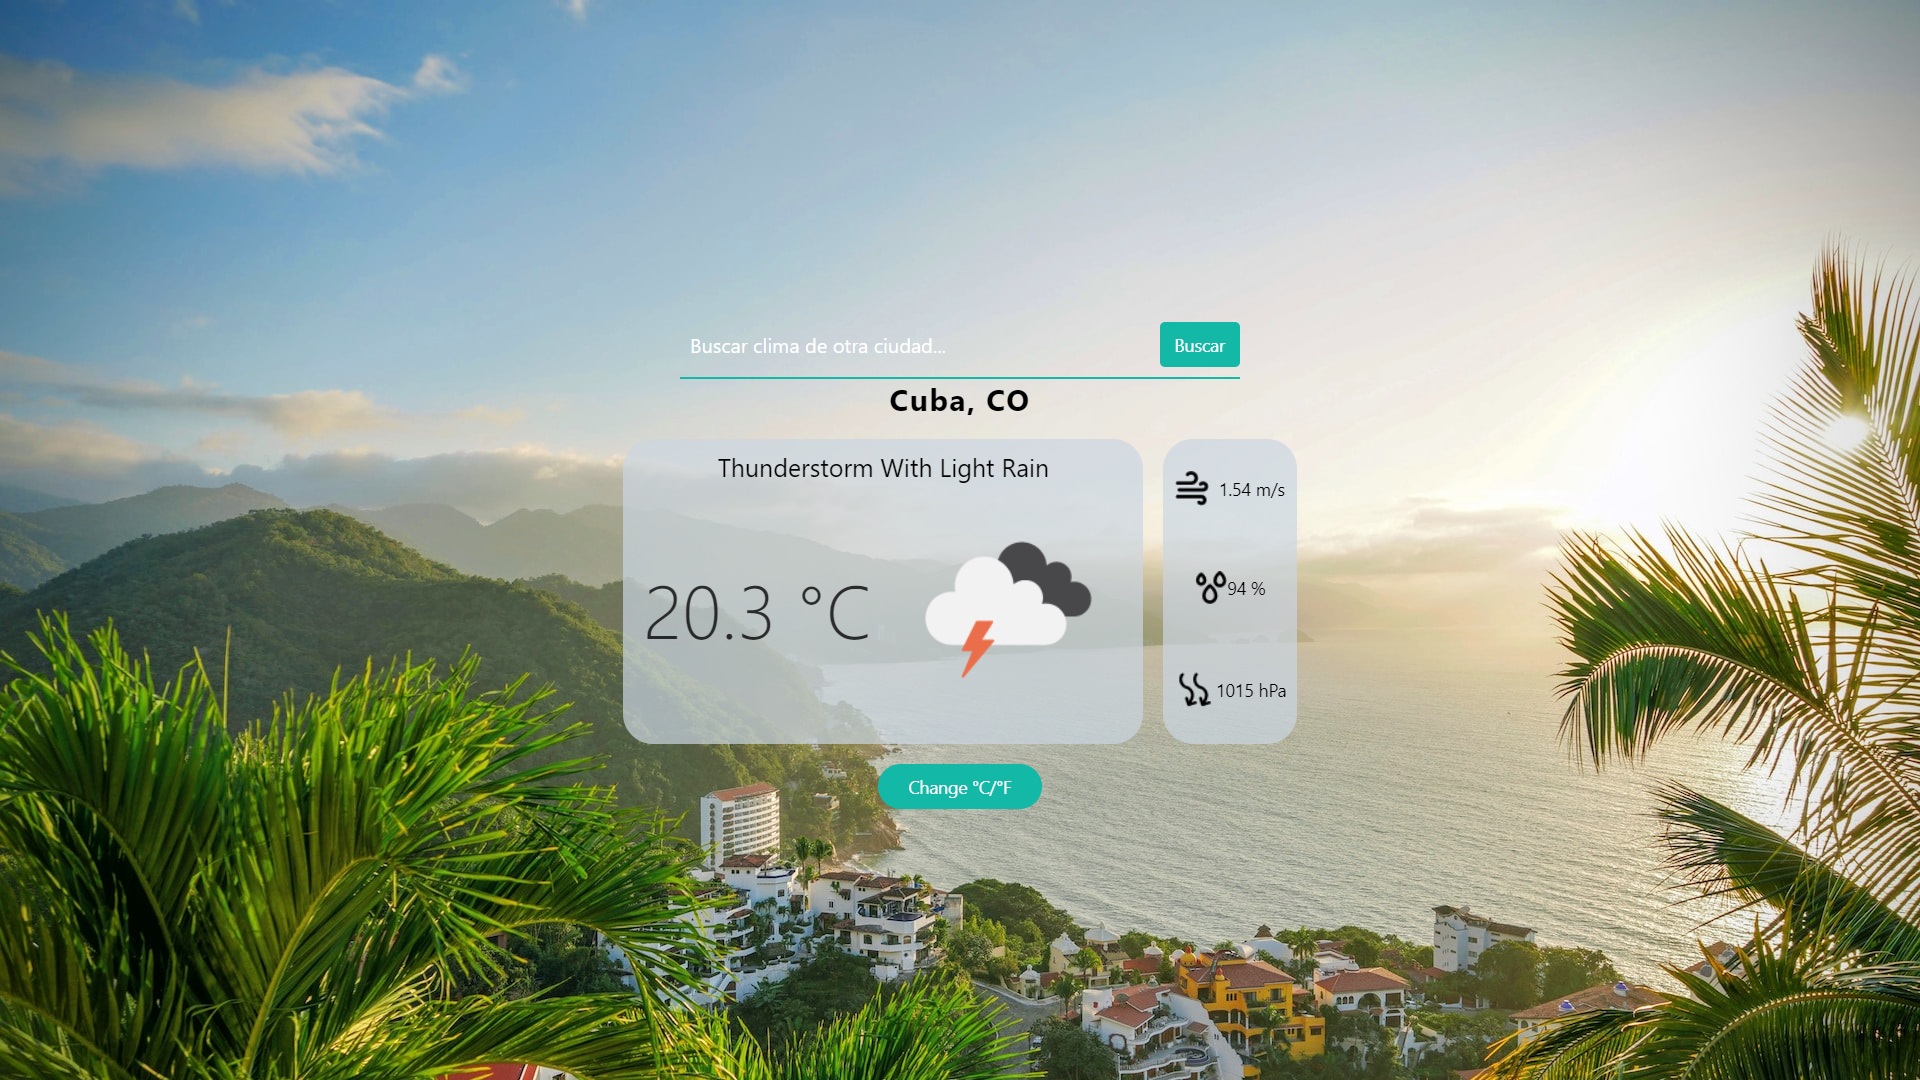 Buscar clima de otra ciudad...
Buscar
Cuba, CO
Thunderstorm With Light Rain
20.3 °C
1.54 m/s
94 %
1015 hPa
Change °C/°F